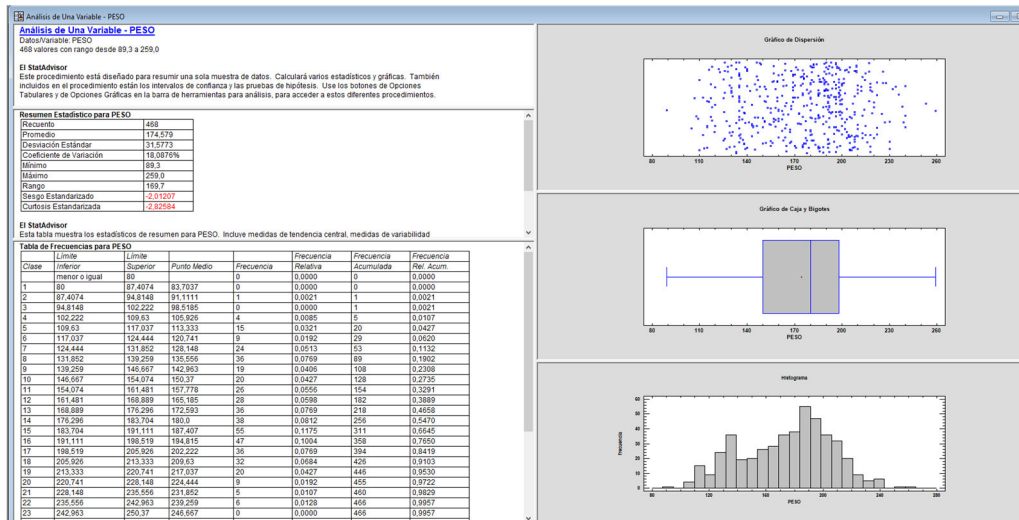 Análisis de Una Variable - PESO
Análisis de Una Variable - PESO
Datos/Variable: PESO
468 valores con rango desde 89,3 a 259,0
El StatAdvisor
Este procedimiento está diseñado para resumir una sola muestra de datos. Calculará varios estadísticos y gráficas. También
incluidos en el procedimiento están los intervalos de confianza y las pruebas de hipótesis. Use los botones de Opciones
Tabulares y de Opciones Gráficas en la barra de herramientas para análisis, para acceder a estos diferentes procedimientos.
Resumen Estadístico para PESO
Recuento 468
Promedio 174,579
Desviación Estándar 31,5773
Coeficiente de Variación 18,0876%
Mínimo 89,3
Máximo 259,0
Rango 169,7
Sesgo Estandarizado -2,01207
Curtosis Estandarizada -2,82584
El StatAdvisor
Esta tabla muestra los estadísticos de resumen para PESO. Incluye medidas de tendencia central, medidas de variabilidad
Tabla de Frecuencias para PESO
Límite Límite Frecuencia Frecuencia Frecuencia
Clase Inferior Superior Punto Medio Frecuencia Relativa Acumulada Rel. Acum.
menor o igual 80 0 0,0000 0 0,0000
1 80 87,4074 83,7037 0 0,0000 0 0,0000
2 87,4074 94,8148 91,1111 1 0,0021 1 0,0021
3 94,8148 102,222 98,5185 0 0,0000 1 0,0021
4 102,222 109,63 105,926 4 0,0085 5 0,0107
5 109,63 117,037 113,333 15 0,0321 20 0,0427
6 117,037 124,444 120,741 9 0,0192 29 0,0620
7 124,444 131,852 128,148 24 0,0513 53 0,1132
8 131,852 139,259 135,556 36 0,0769 89 0,1902
9 139,259 146,667 142,963 19 0,0406 108 0,2308
10 146,667 154,074 150,37 20 0,0427 128 0,2735
11 154,074 161,481 157,778 26 0,0556 154 0,3291
12 161,481 168,889 165,185 28 0,0598 182 0,3889
13 168,889 176,296 172,593 36 0,0769 218 0,4658
14 176,296 183,704 180,0 38 0,0812 256 0,5470
15 183,704 191,111 187,407 55 0,1175 311 0,6645
16 191,111 198,519 194,815 47 0,1004 358 0,7650
17 198,519 205,926 202,222 36 0,0769 394 0,8419
18 205,926 213,333 209,63 32 0,0684 426 0,9103
19 213,333 220,741 217,037 20 0,0427 446 0,9530
20 220,741 228,148 224,444 9 0,0192 455 0,9722
21 228,148 235,556 231,852 5 0,0107 460 0,9829
22 235,556 242,963 239,259 6 0,0128 466 0,9957
23 242,963 250,37 246,667 0 0,0000 466 0,9957
Gráfico de Dispersión
80 110 140 170 200 230 260
PESO
Gráfico de Caja y Bigotes
80 110 140 170 200 230 260
PESO
Histograma
60
50
40
30
20
10
0
frecuencia
80 120 160 200 240 280
PESO